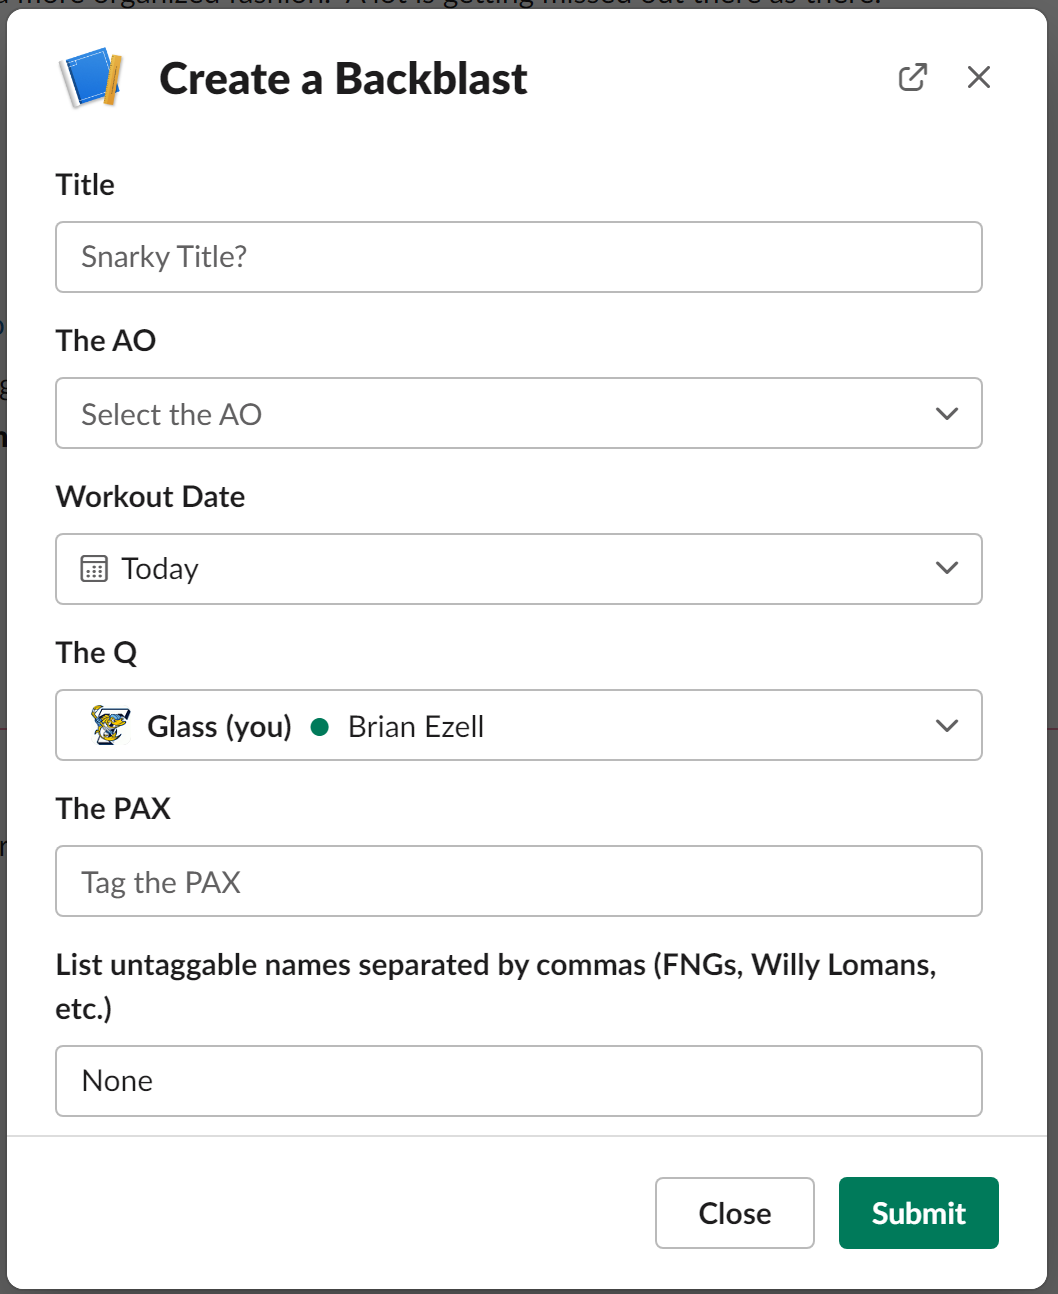 Create a Backblast
Title
Snarky Title?
The AO
Select the AO
Workout Date
Today
The Q
Glass (you) Brian Ezell
The PAX
Tag the PAX
List untaggable names separated by commas (FNGs, Willy Lomans,
etc.)
None
Close Submit